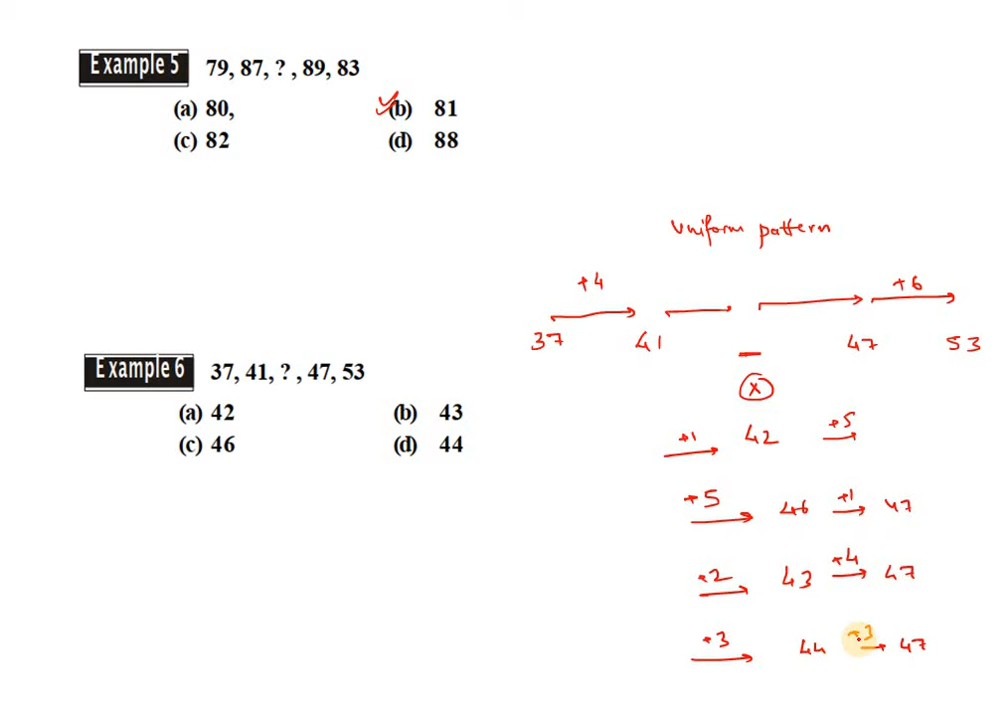 Example 5 79, 87, ? , 89, 83
(a) 80, (b) 81
(c) 82 (d) 88
Uniform pattern
+4 +6
37 41 47 53
Example 6 37, 41, ? , 47, 53
(x)
(a) 42 (b) 43
(c) 46 (d) 44
+1 42 +5
+5 46 +1 47
+2 43 +4 47
+3 44 +3 47